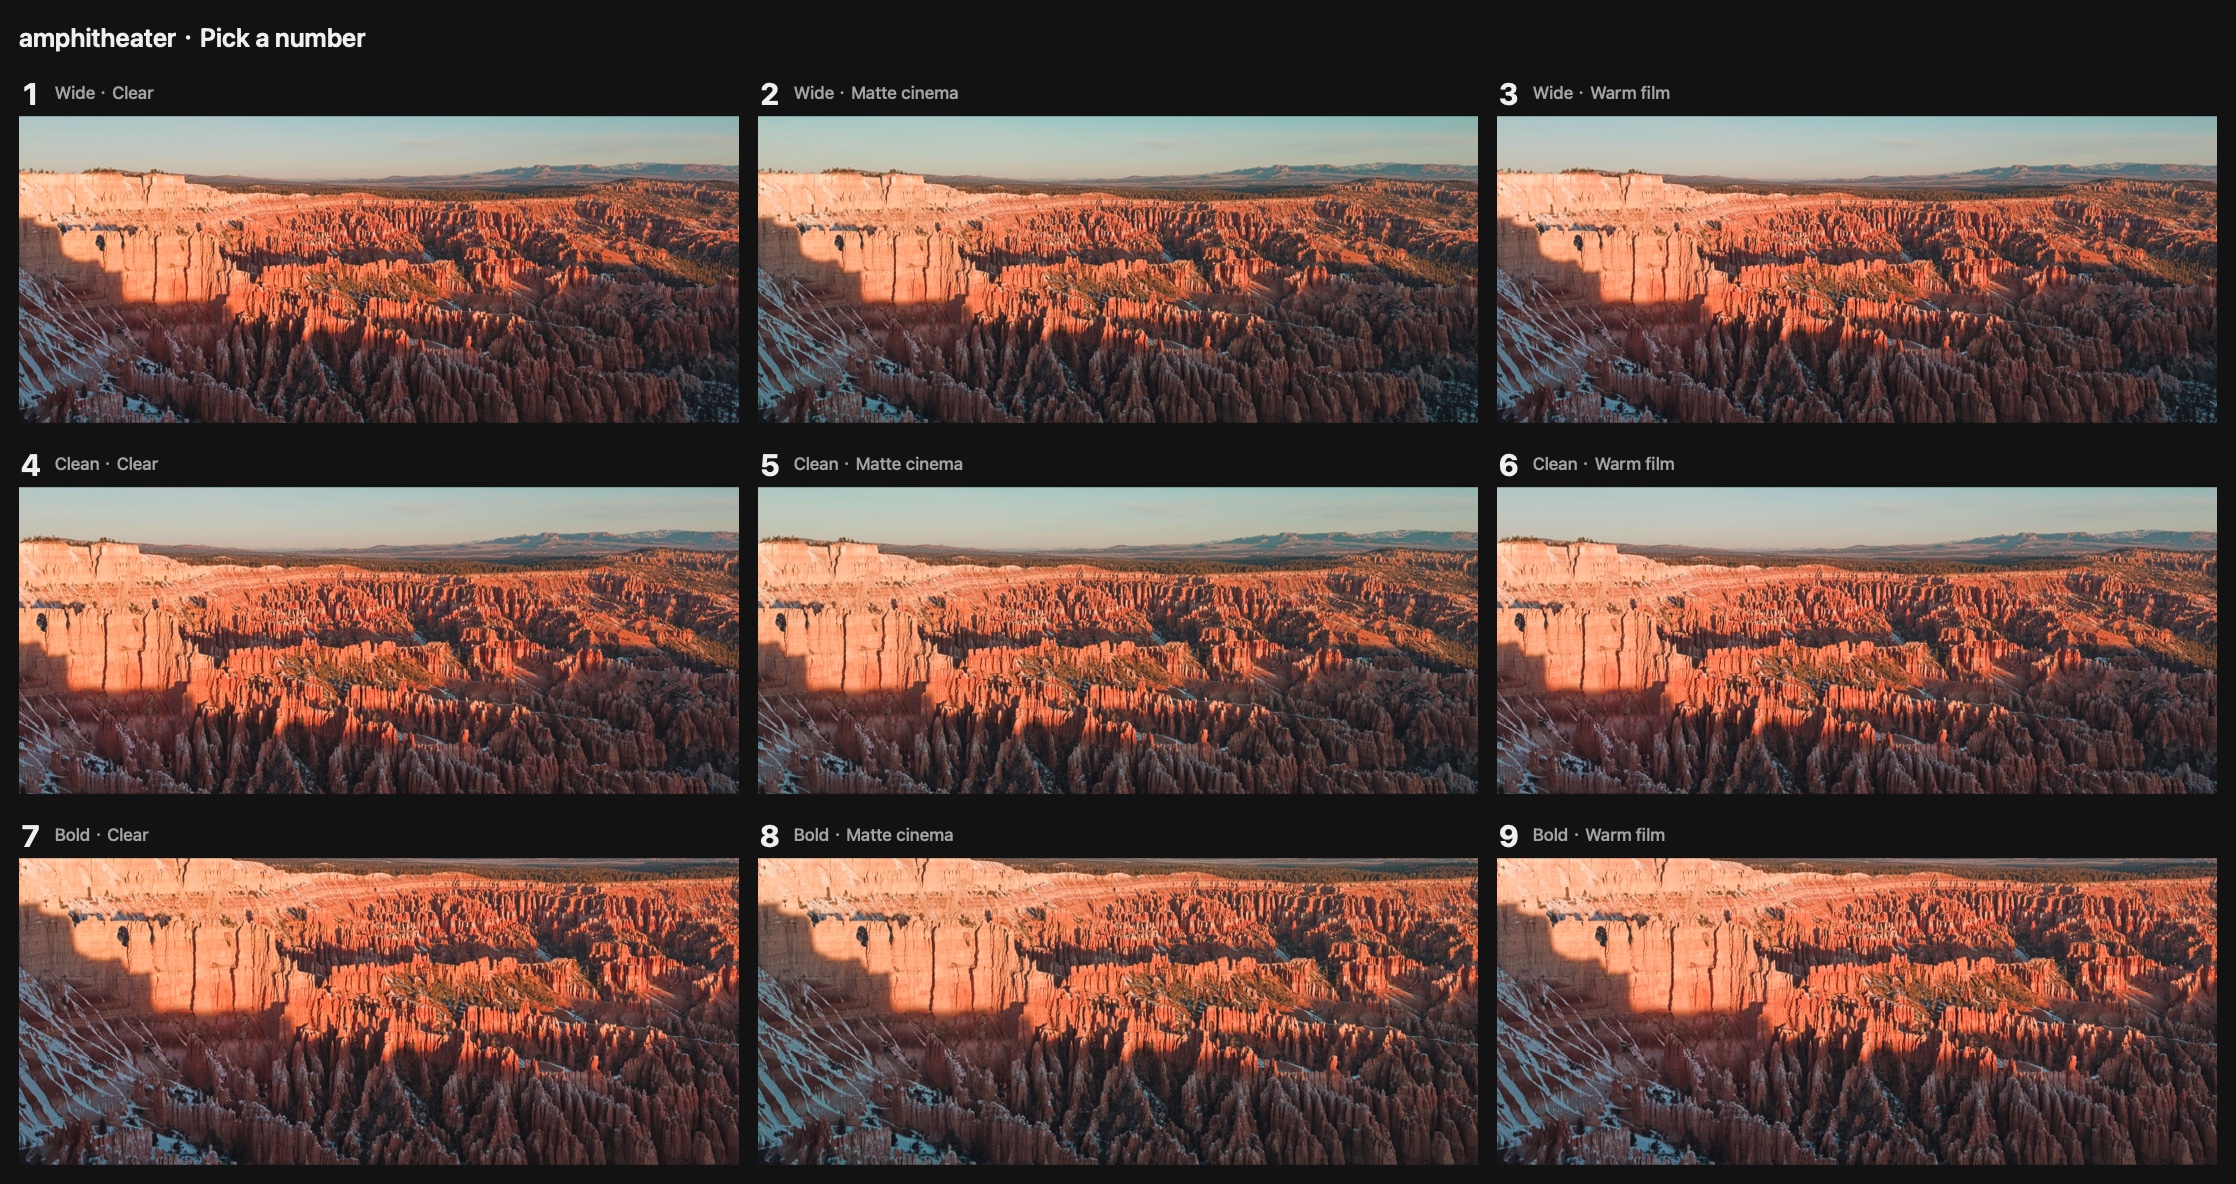 amphitheater · Pick a number
1 Wide · Clear
2 Wide · Matte cinema
3 Wide · Warm film
4 Clean · Clear
5 Clean · Matte cinema
6 Clean · Warm film
7 Bold · Clear
8 Bold · Matte cinema
9 Bold · Warm film